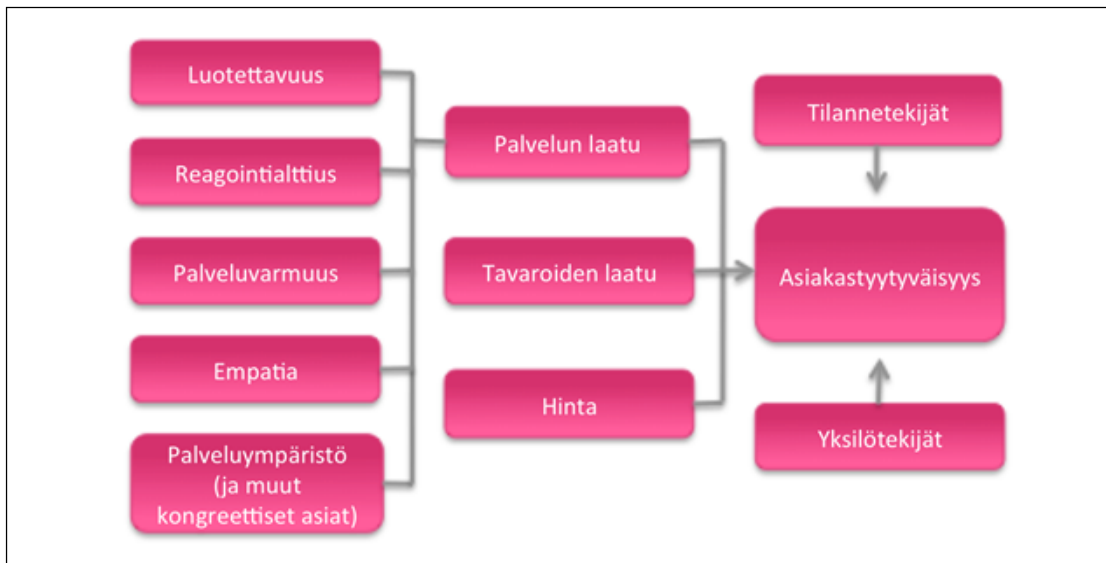 Luotettavuus
Reagointialttius
Palveluvarmuus
Empatia
Palveluympäristö
(ja muut
kongreettiset asiat)
Palvelun laatu
Tavaroiden laatu
Hinta
Tilannetekijät
Asiakastyytyväisyys
Yksilötekijät